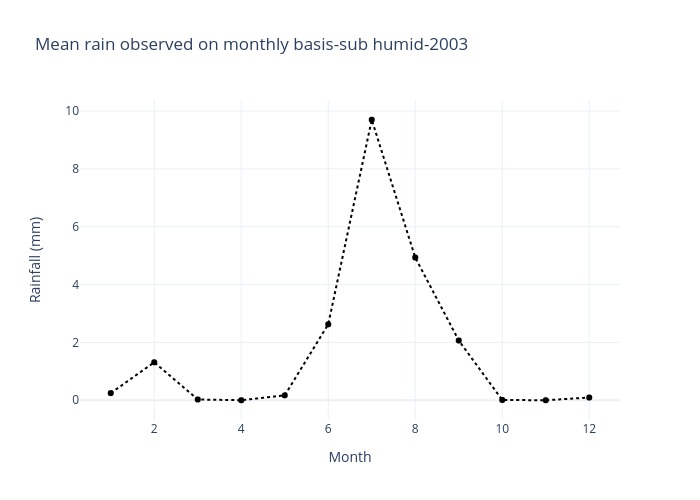 Mean rain observed on monthly basis-sub humid-2003
10
8
6
4
2
0
Rainfall (mm)
2 4 6 8 10 12
Month